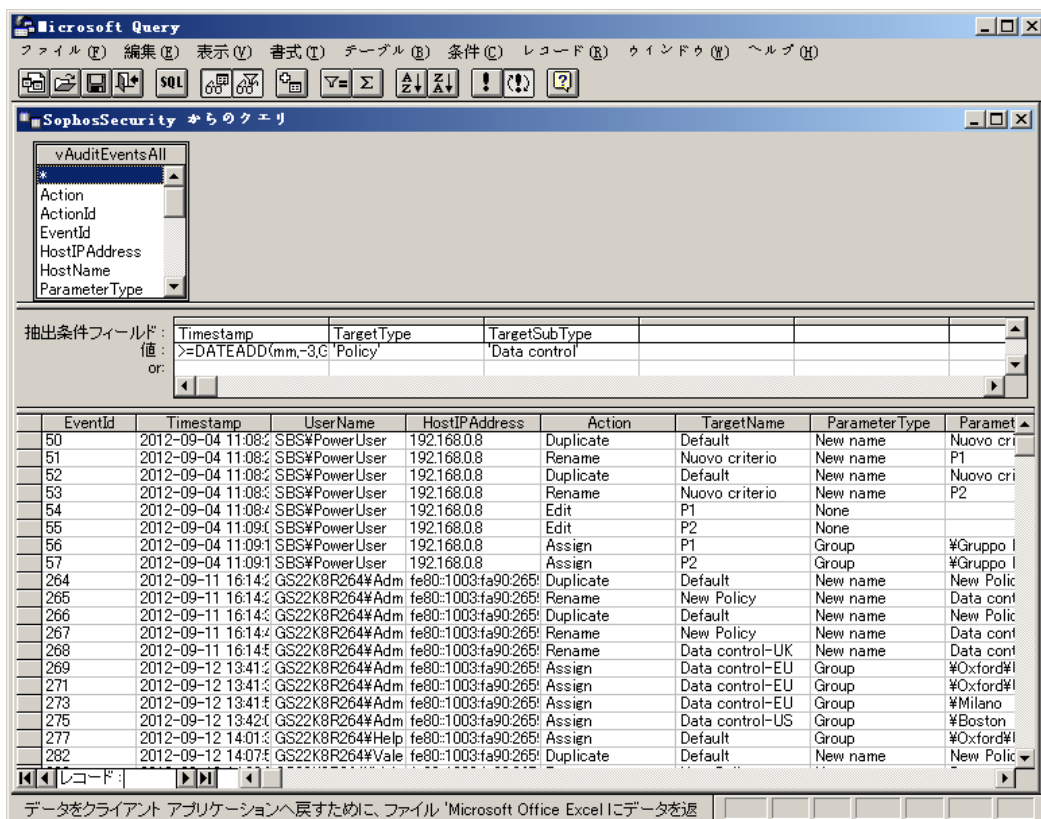 Microsoft Query
ファイル(F) 編集(E) 表示(V) 書式(T) テーブル(B) 条件(C) レコード(R) ウインドウ(W) ヘルプ(H)
SQL
SophosSecurity からのクエリ
vAuditEventsAll
*
Action
ActionId
EventId
HostIPAddress
HostName
ParameterType
抽出条件フィールド: Timestamp TargetType TargetSubType
値: >=DATEADD(mm,-3,G 'Policy' 'Data control'
or:
EventId Timestamp UserName HostIPAddress Action TargetName ParameterType Paramet
50 2012-09-04 11:08:2 SBS¥PowerUser 192.168.0.8 Duplicate Default New name Nuovo cri
51 2012-09-04 11:08:2 SBS¥PowerUser 192.168.0.8 Rename Nuovo criterio New name P1
52 2012-09-04 11:08:2 SBS¥PowerUser 192.168.0.8 Duplicate Default New name Nuovo cri
53 2012-09-04 11:08:3 SBS¥PowerUser 192.168.0.8 Rename Nuovo criterio New name P2
54 2012-09-04 11:08:4 SBS¥PowerUser 192.168.0.8 Edit P1 None
55 2012-09-04 11:09:0 SBS¥PowerUser 192.168.0.8 Edit P2 None
56 2012-09-04 11:09:1 SBS¥PowerUser 192.168.0.8 Assign P1 Group ¥Gruppo
57 2012-09-04 11:09:1 SBS¥PowerUser 192.168.0.8 Assign P2 Group ¥Gruppo
264 2012-09-11 16:14:2 GS22K8R264¥Adm fe80::1003:fa90:265 Duplicate Default New name New Polic
265 2012-09-11 16:14:2 GS22K8R264¥Adm fe80::1003:fa90:265 Rename New Policy New name Data cont
266 2012-09-11 16:14:3 GS22K8R264¥Adm fe80::1003:fa90:265 Duplicate Default New name New Polic
267 2012-09-11 16:14:4 GS22K8R264¥Adm fe80::1003:fa90:265 Rename New Policy New name Data cont
268 2012-09-11 16:14:5 GS22K8R264¥Adm fe80::1003:fa90:265 Rename Data control-UK New name Data cont
269 2012-09-12 13:41:2 GS22K8R264¥Adm fe80::1003:fa90:265 Assign Data control-EU Group ¥Oxford¥
271 2012-09-12 13:41:3 GS22K8R264¥Adm fe80::1003:fa90:265 Assign Data control-EU Group ¥Oxford¥
273 2012-09-12 13:41:5 GS22K8R264¥Adm fe80::1003:fa90:265 Assign Data control-EU Group ¥Milano
275 2012-09-12 13:42:0 GS22K8R264¥Adm fe80::1003:fa90:265 Assign Data control-US Group ¥Boston
277 2012-09-12 14:01:3 GS22K8R264¥Help fe80::1003:fa90:265 Assign Default Group ¥Oxford¥
282 2012-09-12 14:07:5 GS22K8R264¥Vale fe80::1003:fa90:265 Duplicate Default New name New Polic
レコード:
データをクライアント アプリケーションへ戻すために、ファイル 'Microsoft Office Excel にデータを返